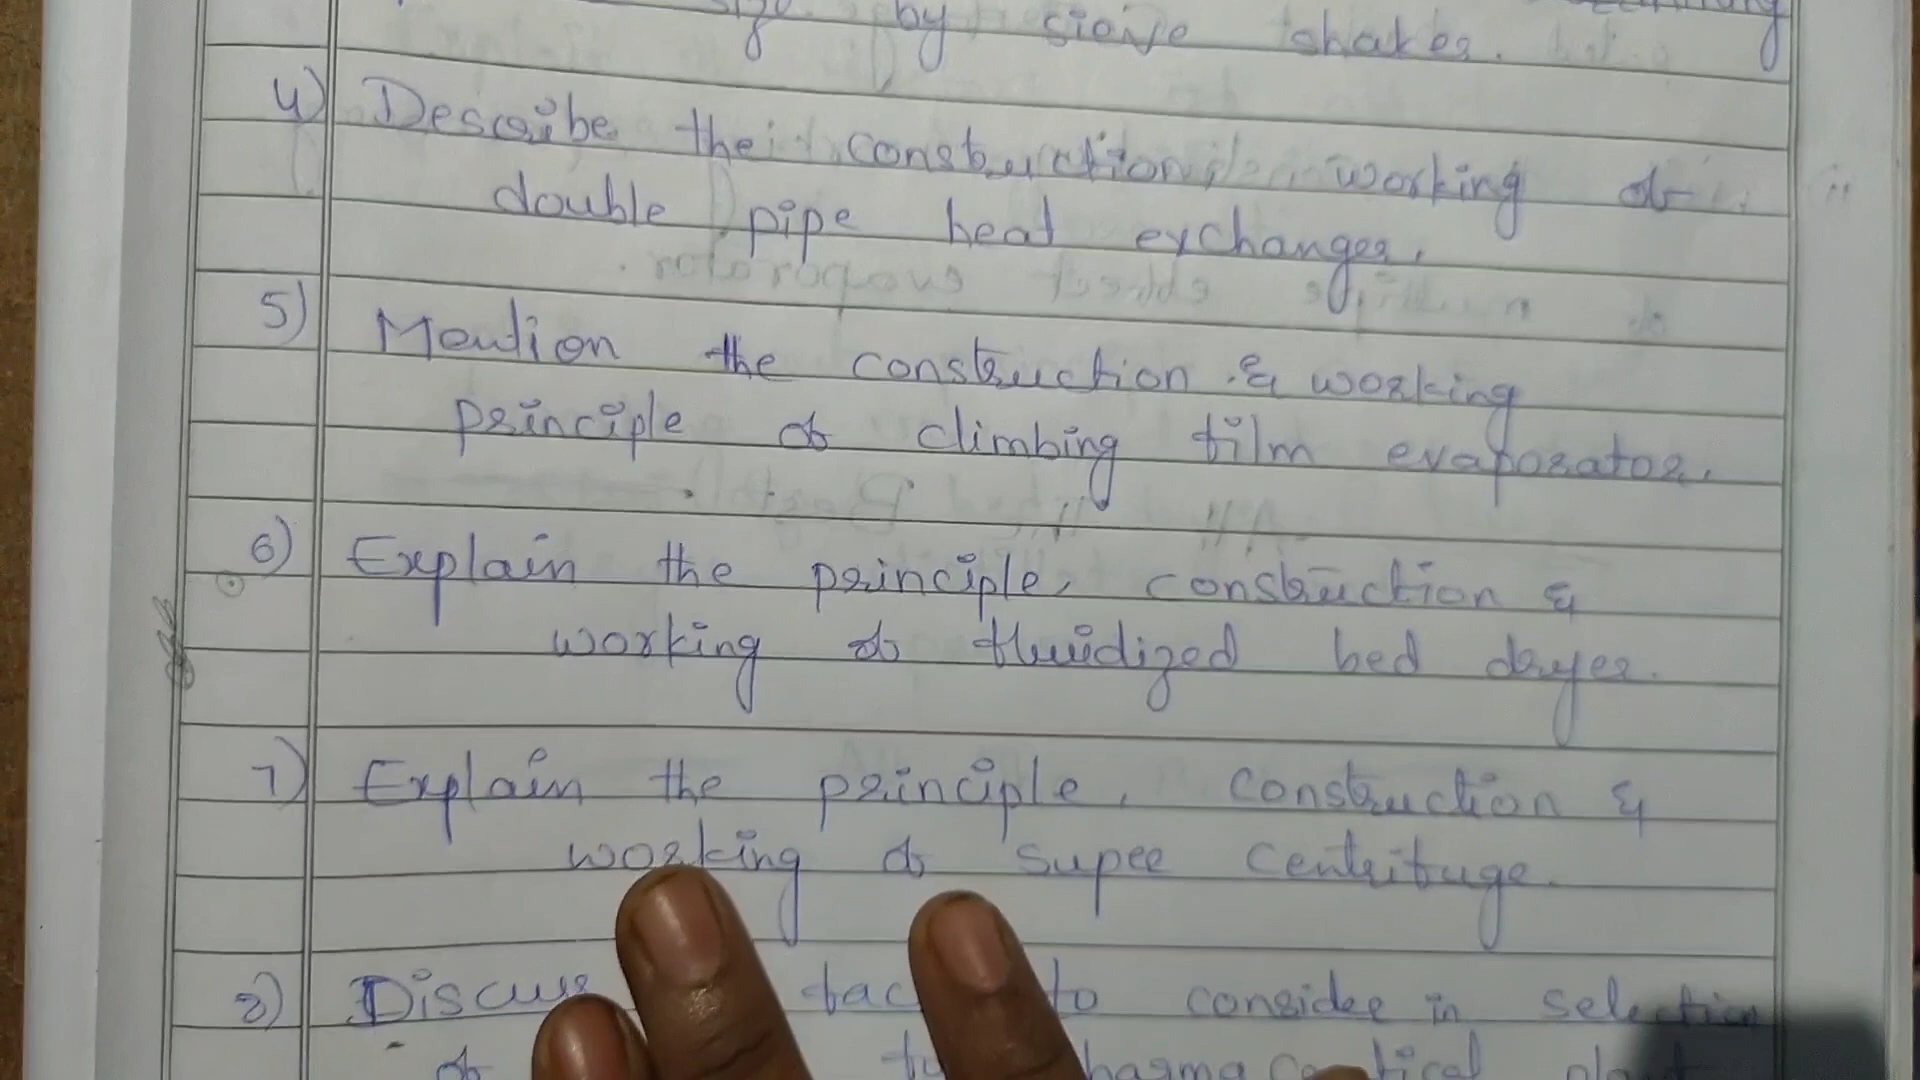 by sieve shaker.
4) Describe the construction, working of
double pipe heat exchanger.
5) Mention the construction & working
principle of climbing film evaporator.
6) Explain the principle, construction &
working of fluidized bed dryer.
7) Explain the principle, construction &
working of super centrifuge.
8) Discuss to consider in selection
of